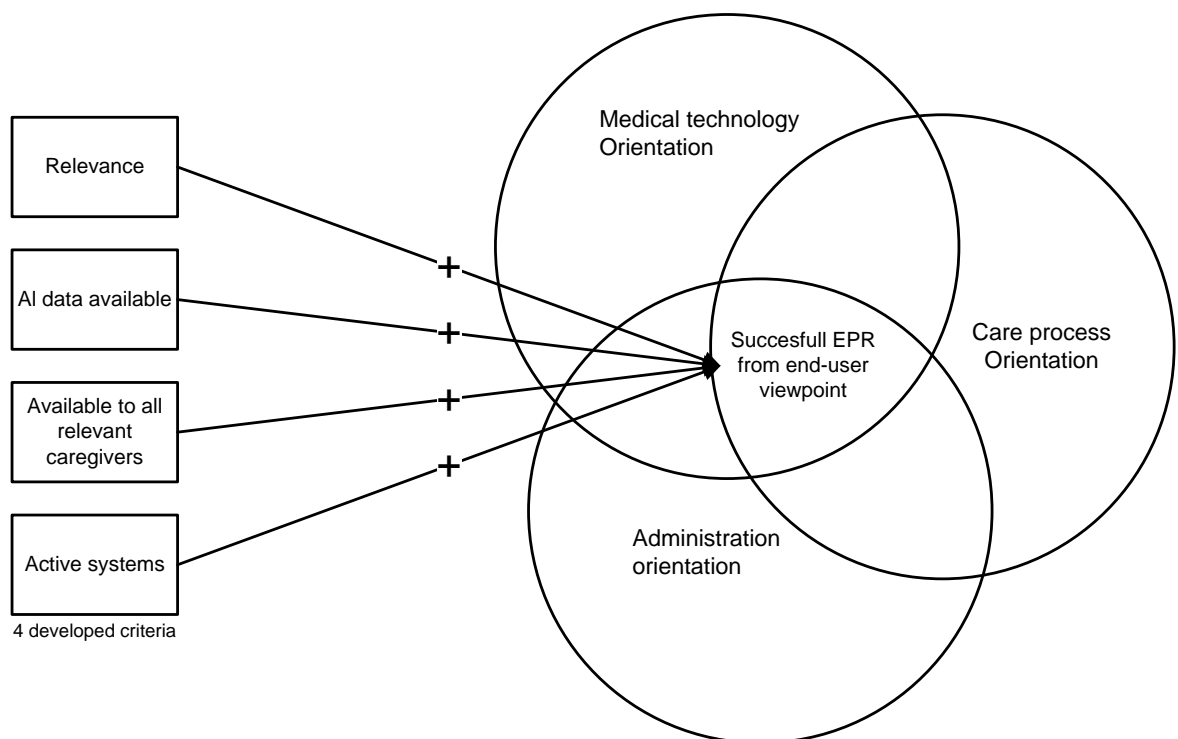 Relevance
Al data available
Available to all
relevant
caregivers
Active systems
4 developed criteria
+
+
+
+
Medical technology
Orientation
Care process
Orientation
Succesfull EPR
from end-user
viewpoint
Administration
orientation